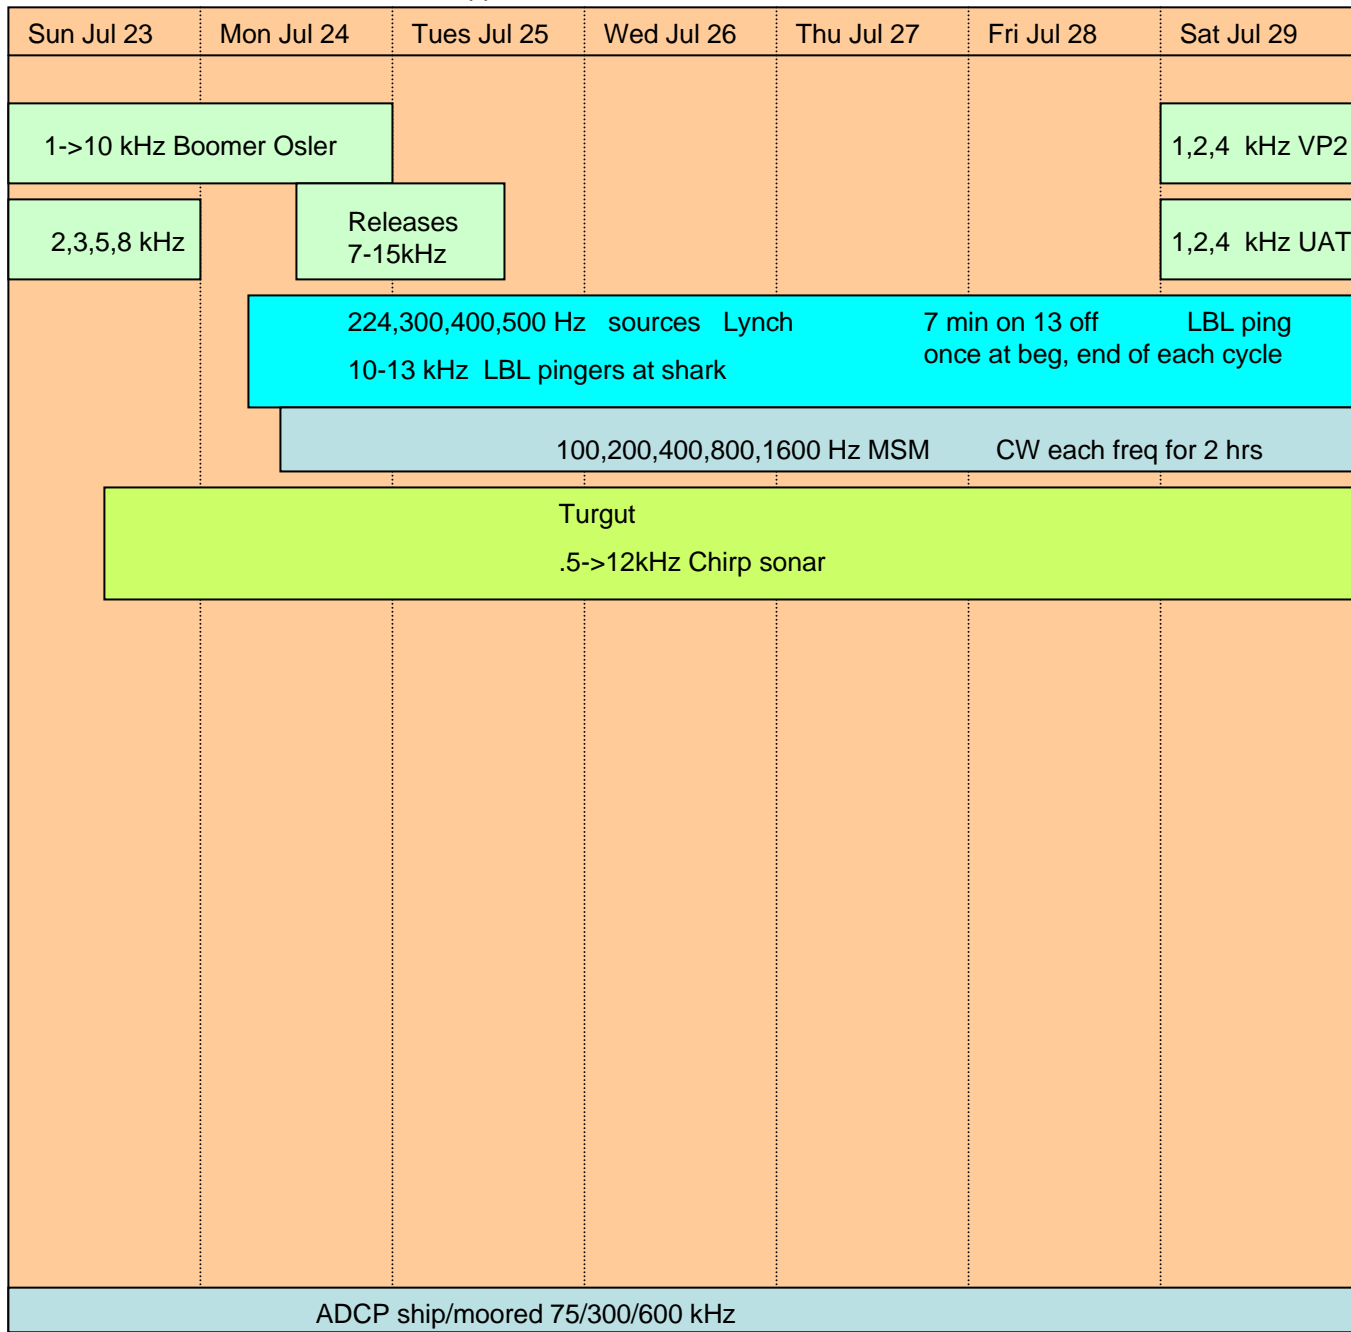 Sun Jul 23 Mon Jul 24 Tues Jul 25 Wed Jul 26 Thu Jul 27 Fri Jul 28 Sat Jul 29
1->10 kHz Boomer Osler
1,2,4 kHz VP2
2,3,5,8 kHz
Releases
7-15kHz
1,2,4 kHz UAT
224,300,400,500 Hz sources Lynch
10-13 kHz LBL pingers at shark
7 min on 13 off LBL ping
once at beg, end of each cycle
100,200,400,800,1600 Hz MSM CW each freq for 2 hrs
Turgut
.5->12kHz Chirp sonar
ADCP ship/moored 75/300/600 kHz